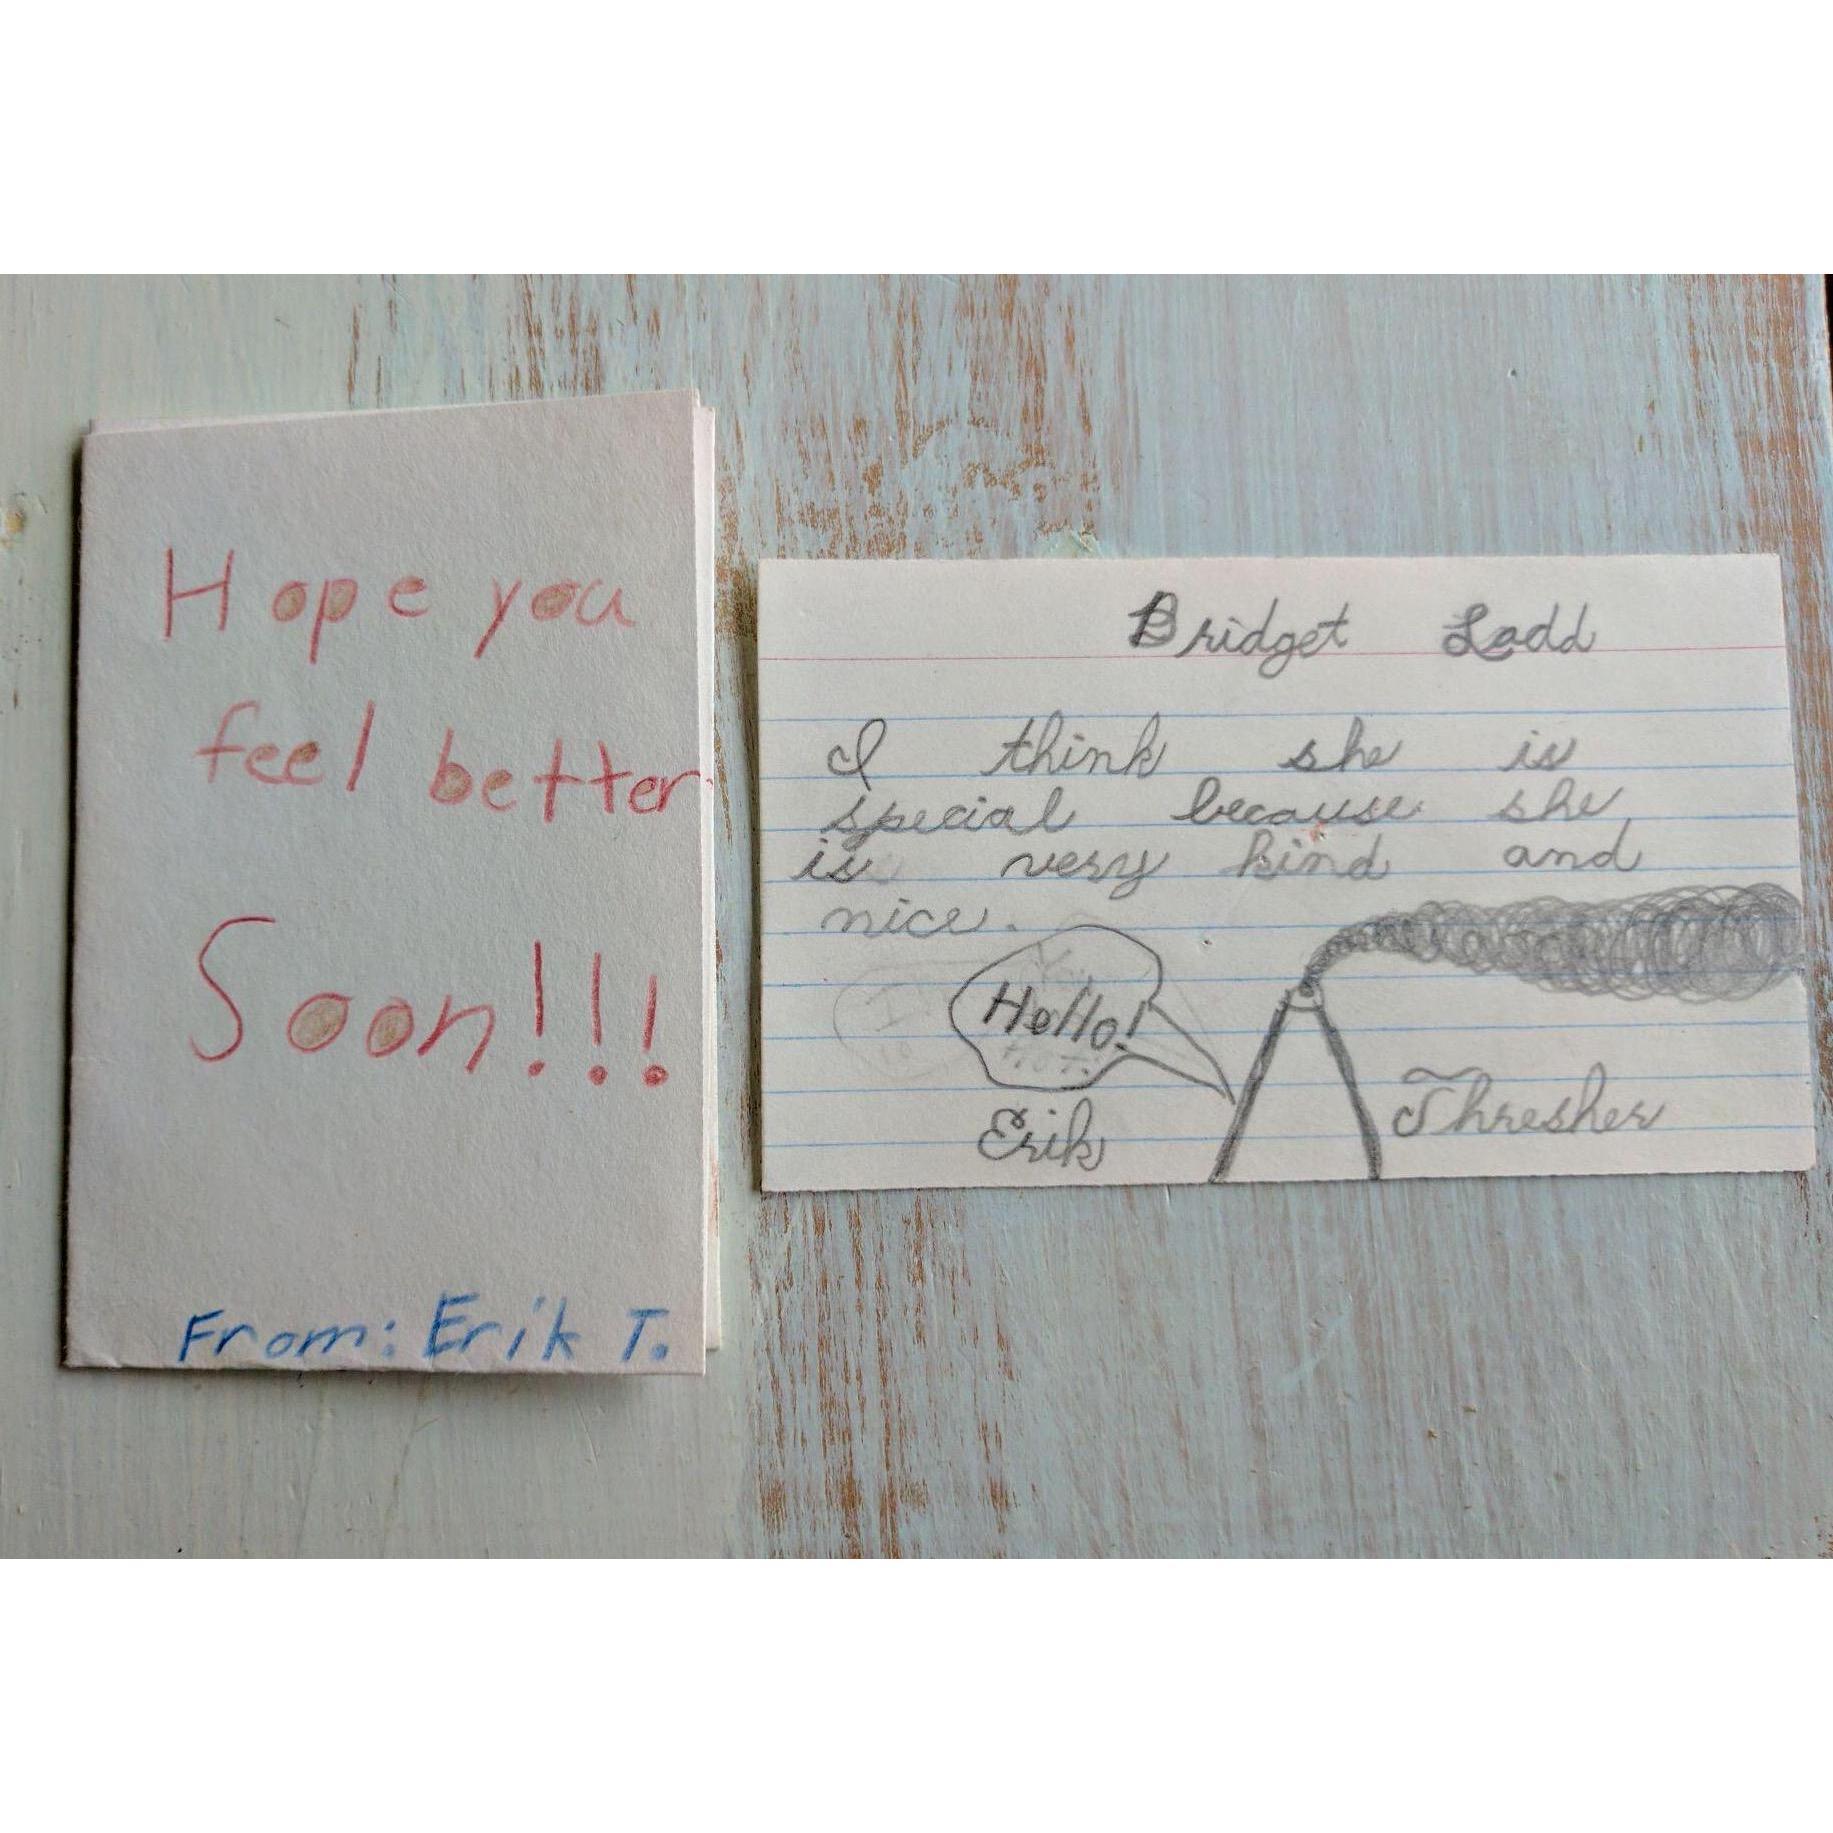 Hope you
feel better
Soon!!!
From: Erik T.
Bridget Ladd
I think she is
special because she
is very kind and
nice.
Hello!
Erik
Thresher